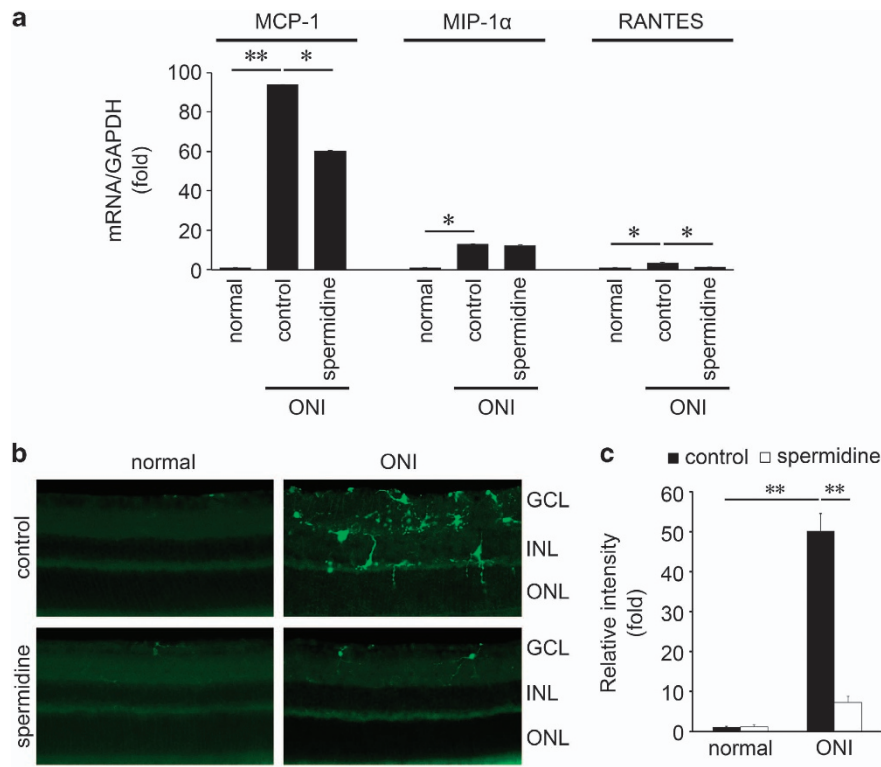 a
MCP-1 MIP-1α RANTES
** * * * *
mRNA/GAPDH
(fold)
100
80
60
40
20
0
normal control spermidine normal control spermidine normal control spermidine
ONI ONI ONI
b
normal ONI
control
GCL
INL
ONL
spermidine
GCL
INL
ONL
c
control spermidine
** **
Relative intensity
(fold)
60
50
40
30
20
10
0
normal ONI